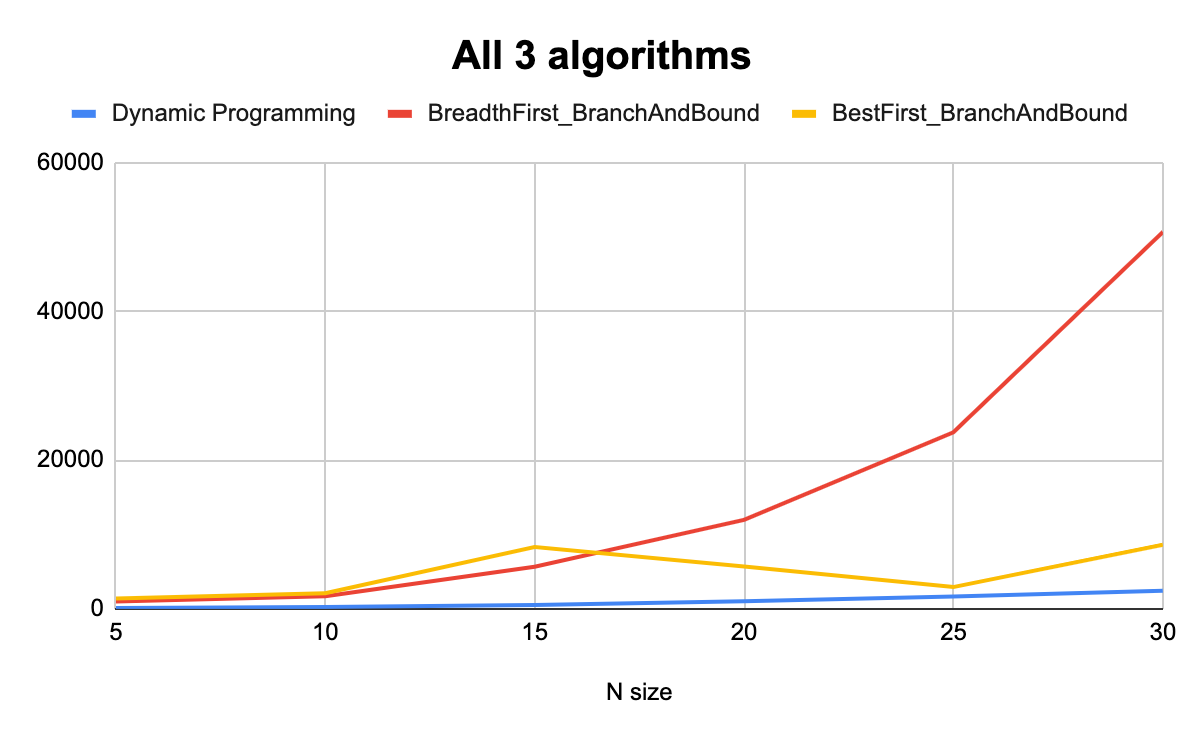 All 3 algorithms
Dynamic Programming BreadthFirst_BranchAndBound BestFirst_BranchAndBound
60000
40000
20000
0
5 10 15 20 25 30
N size